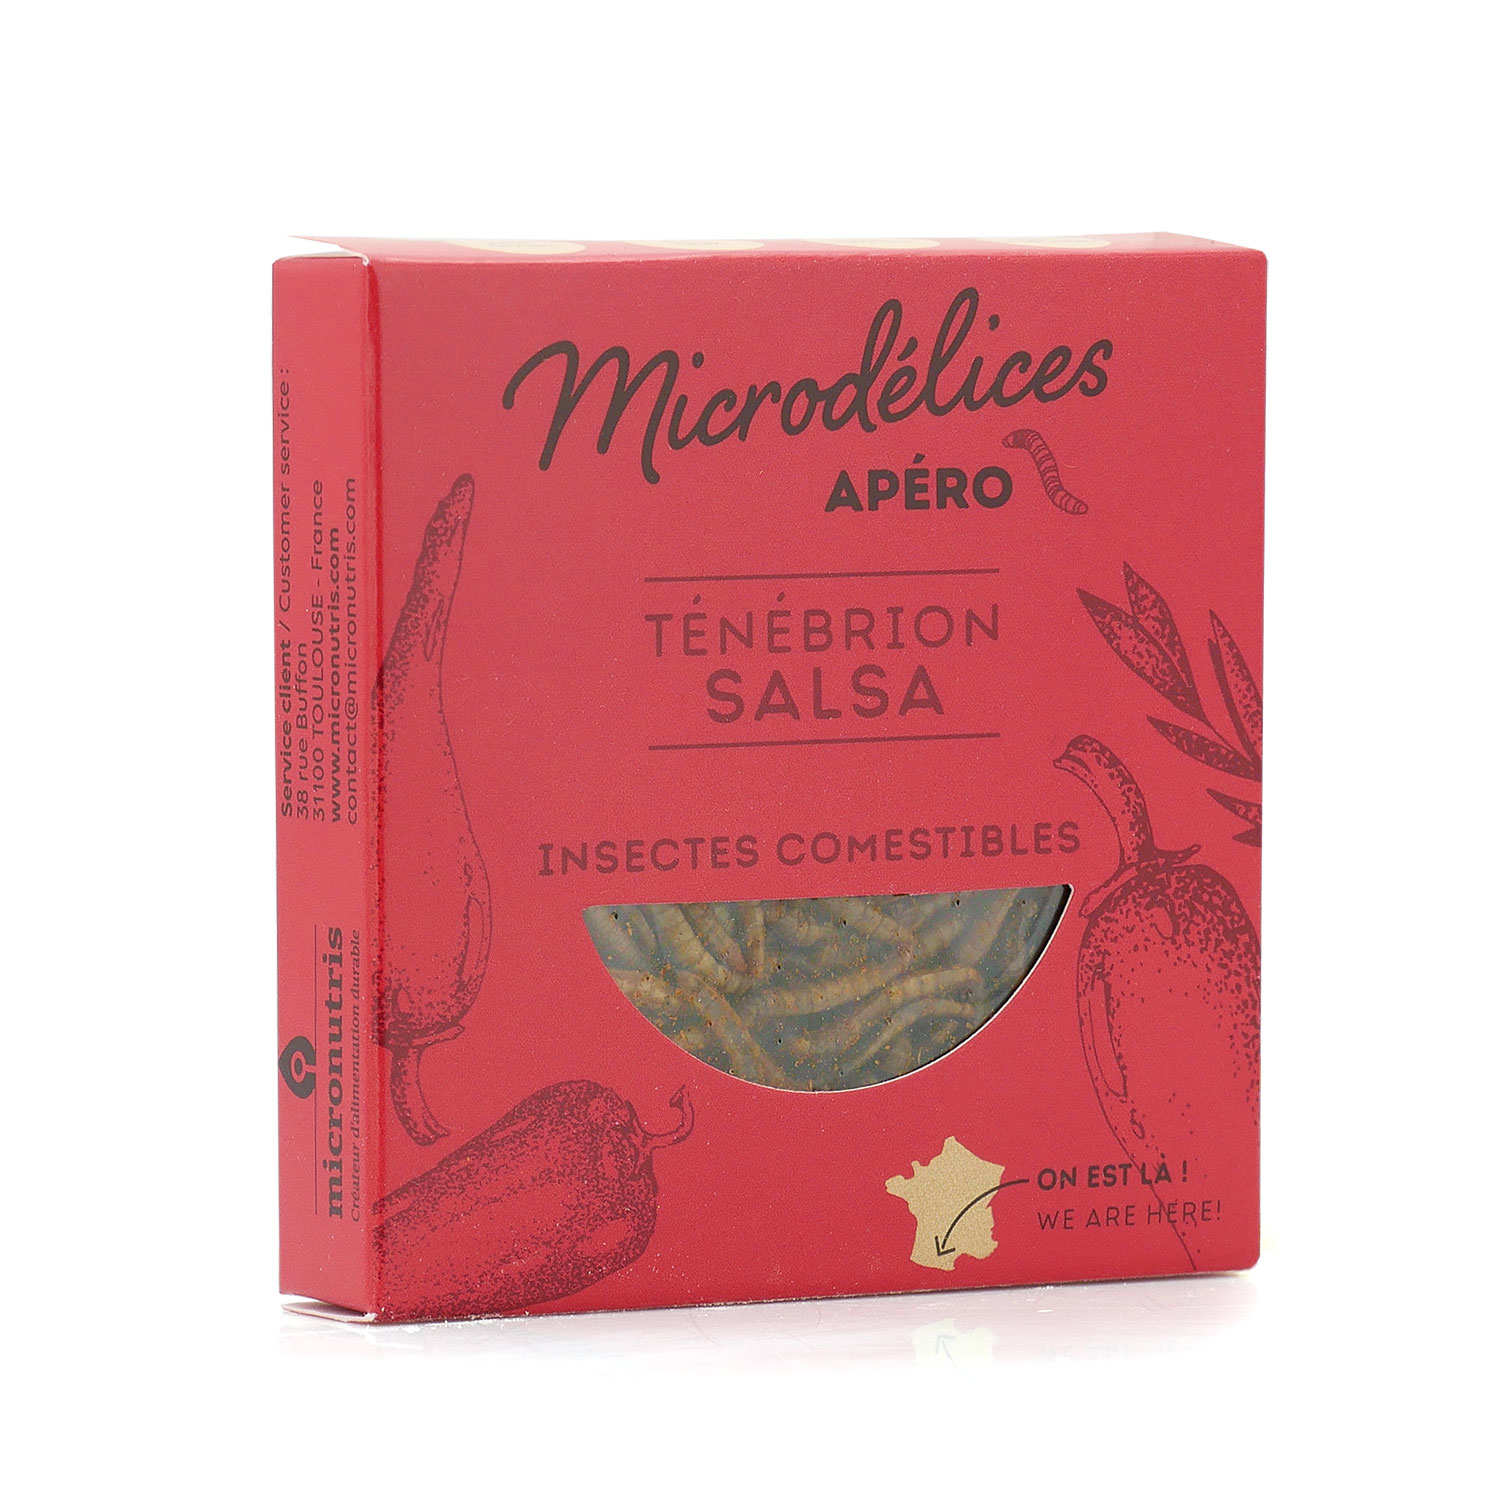 Microdélices
APÉRO
TÉNÉBRION
SALSA
INSECTES COMESTIBLES
ON EST LÀ !
WE ARE HERE!
Service client / Customer service :
38 rue Buffon
31100 TOULOUSE - France
www.micronutris.com
contact@micronutris.com
micronutris
Créateur d'alimentation durable